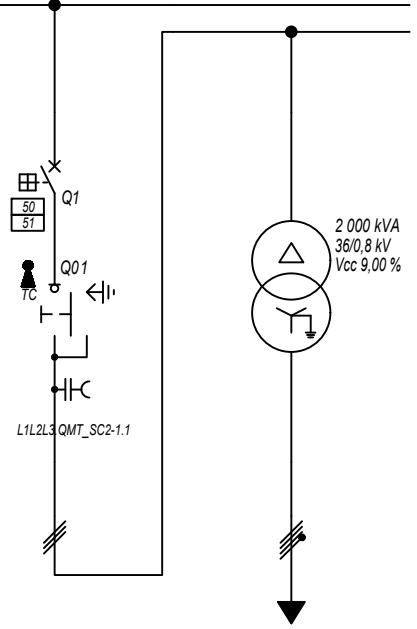 Q1
50
51
Q01
TC
L1L2L3 QMT_SC2-1.1
2 000 kVA
36/0,8 kV
Vcc 9,00 %